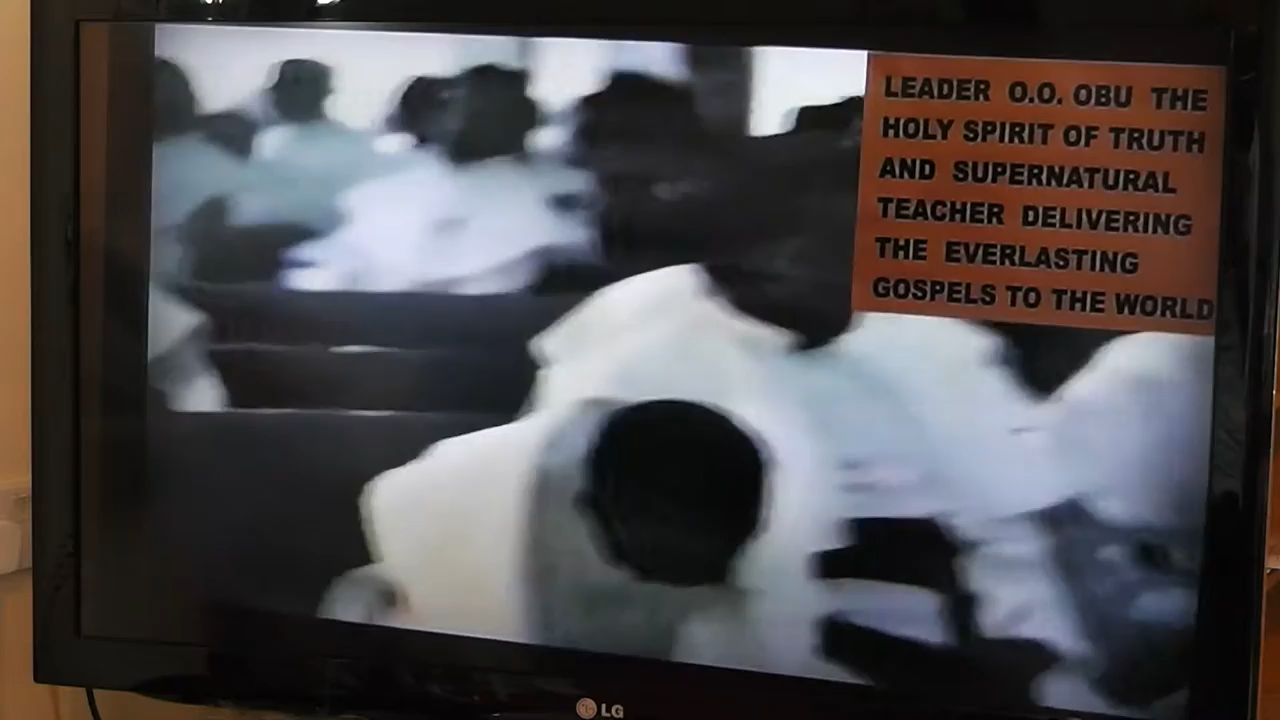 LEADER O.O. OBU THE
HOLY SPIRIT OF TRUTH
AND SUPERNATURAL
TEACHER DELIVERING
THE EVERLASTING
GOSPELS TO THE WORLD
LG